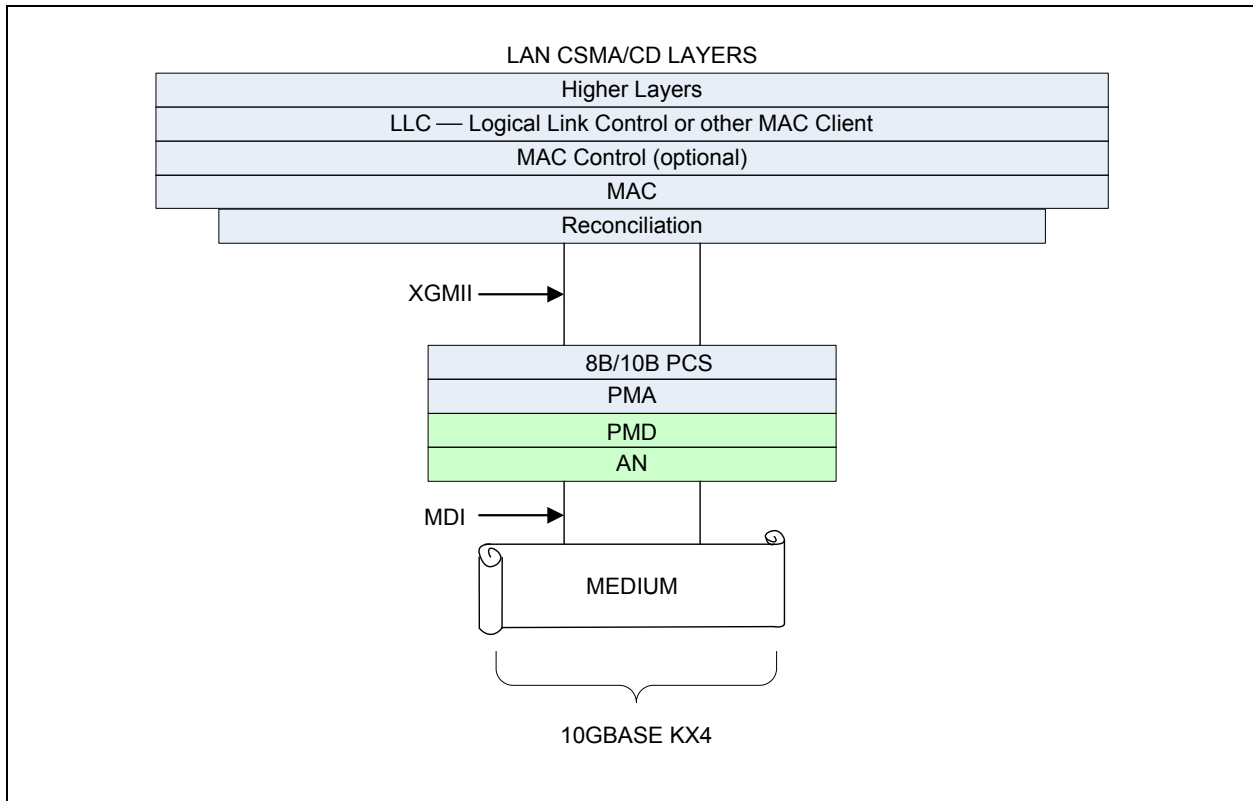 LAN CSMA/CD LAYERS
Higher Layers
LLC — Logical Link Control or other MAC Client
MAC Control (optional)
MAC
Reconciliation
XGMII
8B/10B PCS
PMA
PMD
AN
MDI
MEDIUM
10GBASE KX4